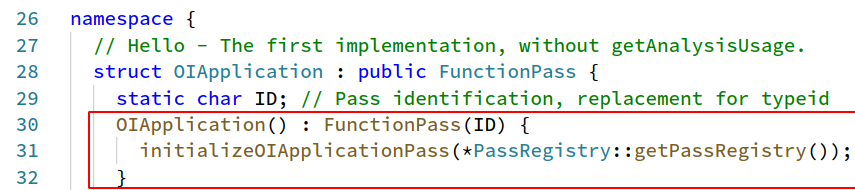 26 namespace {
27 // Hello - The first implementation, without getAnalysisUsage.
28 struct OIApplication : public FunctionPass {
29 static char ID; // Pass identification, replacement for typeid
30 OIApplication() : FunctionPass(ID) {
31 initializeOIApplicationPass(*PassRegistry::getPassRegistry());
32 }